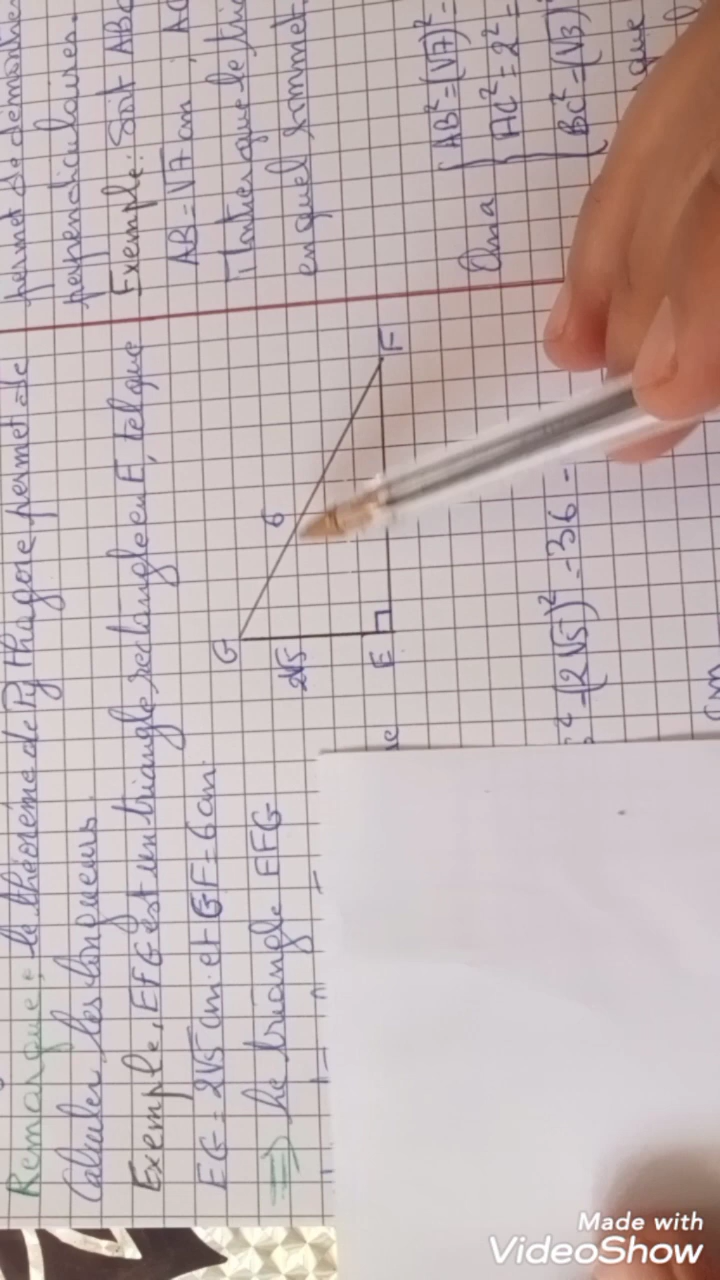 Remarque: le théorème de Pythagore permet de
Calculer les longueurs.
Exemple, EFG est un triangle rectangle en E, tel que
EG = 2√5 cm et GF = 6 cm.
⇒ Le triangle EFG
G
2√5
6
E
F
² - (2√5)² = 36 -
cm
permet de démontrer
perpendiculaires.
Exemple: Soit ABC
AB = √7 cm ; AC
en quel sommet.
On a { AB² = (√7)² =
AC² = 2² =
BC² = (√3)
que
Made with
VideoShow